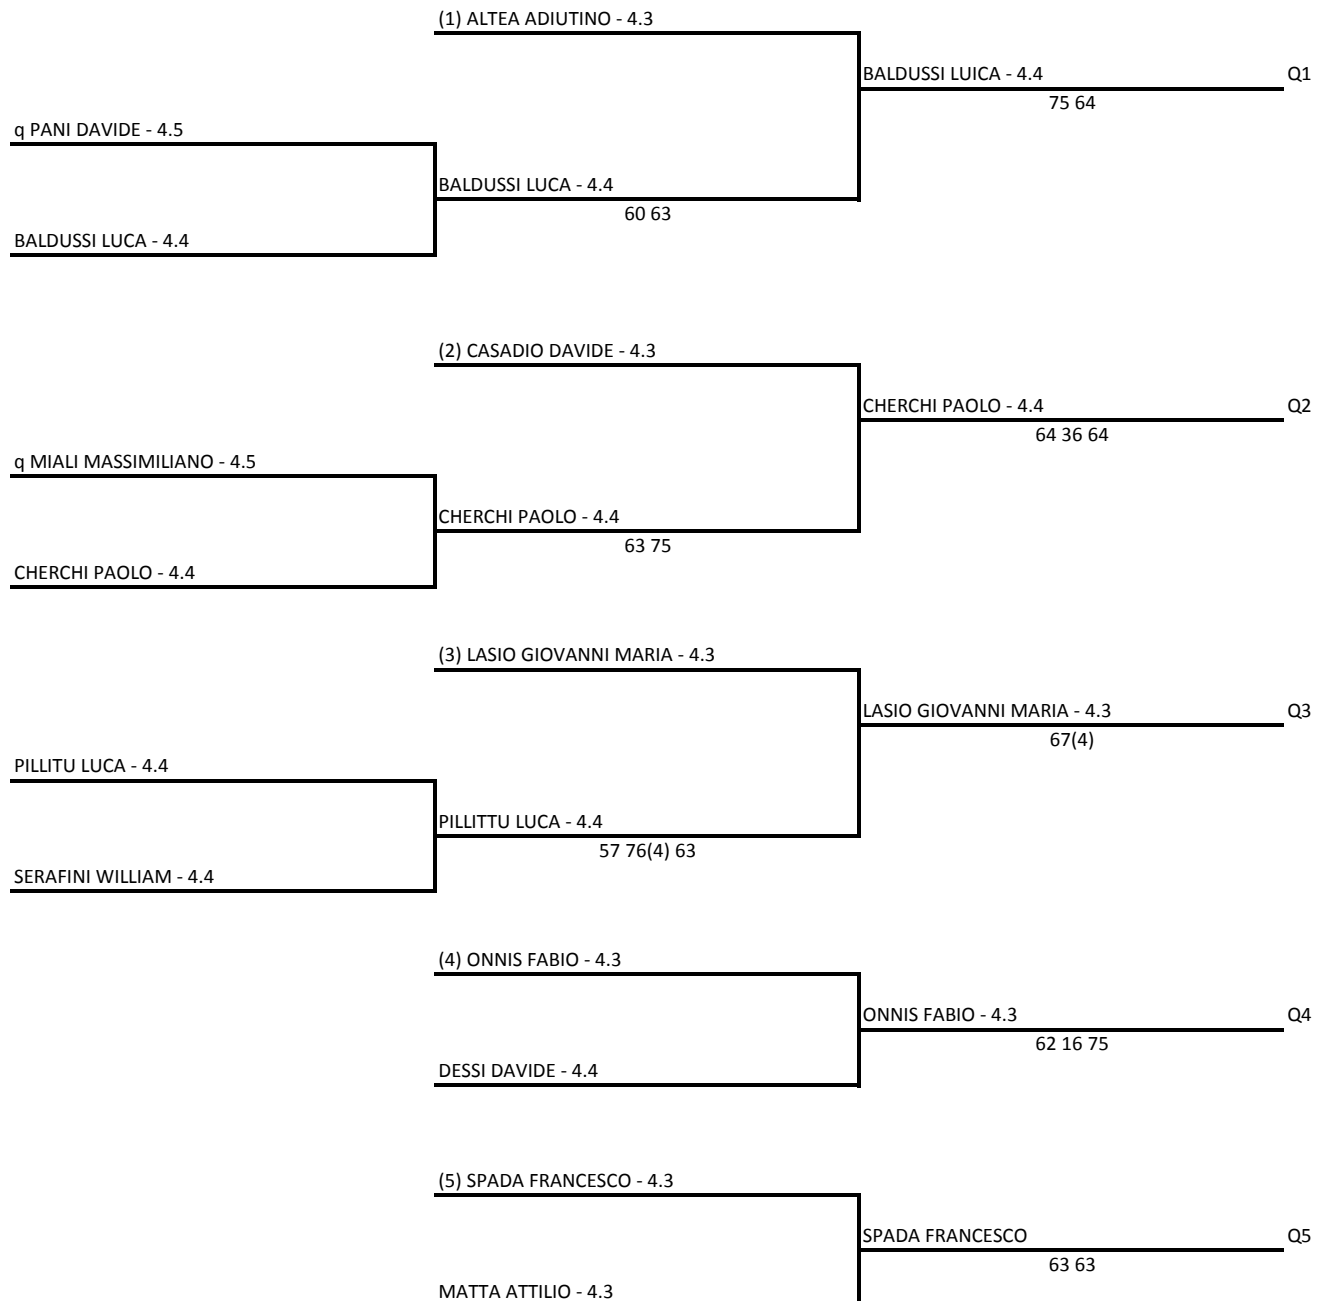 (1) ALTEA ADIUTINO - 4.3
BALDUSSI LUICA - 4.4 Q1
75 64
q PANI DAVIDE - 4.5
BALDUSSI LUCA - 4.4
60 63
BALDUSSI LUCA - 4.4
(2) CASADIO DAVIDE - 4.3
CHERCHI PAOLO - 4.4 Q2
64 36 64
q MIALI MASSIMILIANO - 4.5
CHERCHI PAOLO - 4.4
63 75
CHERCHI PAOLO - 4.4
(3) LASIO GIOVANNI MARIA - 4.3
LASIO GIOVANNI MARIA - 4.3 Q3
67(4)
PILLITU LUCA - 4.4
PILLITTU LUCA - 4.4
57 76(4) 63
SERAFINI WILLIAM - 4.4
(4) ONNIS FABIO - 4.3
ONNIS FABIO - 4.3 Q4
62 16 75
DESSI DAVIDE - 4.4
(5) SPADA FRANCESCO - 4.3
SPADA FRANCESCO Q5
63 63
MATTA ATTILIO - 4.3